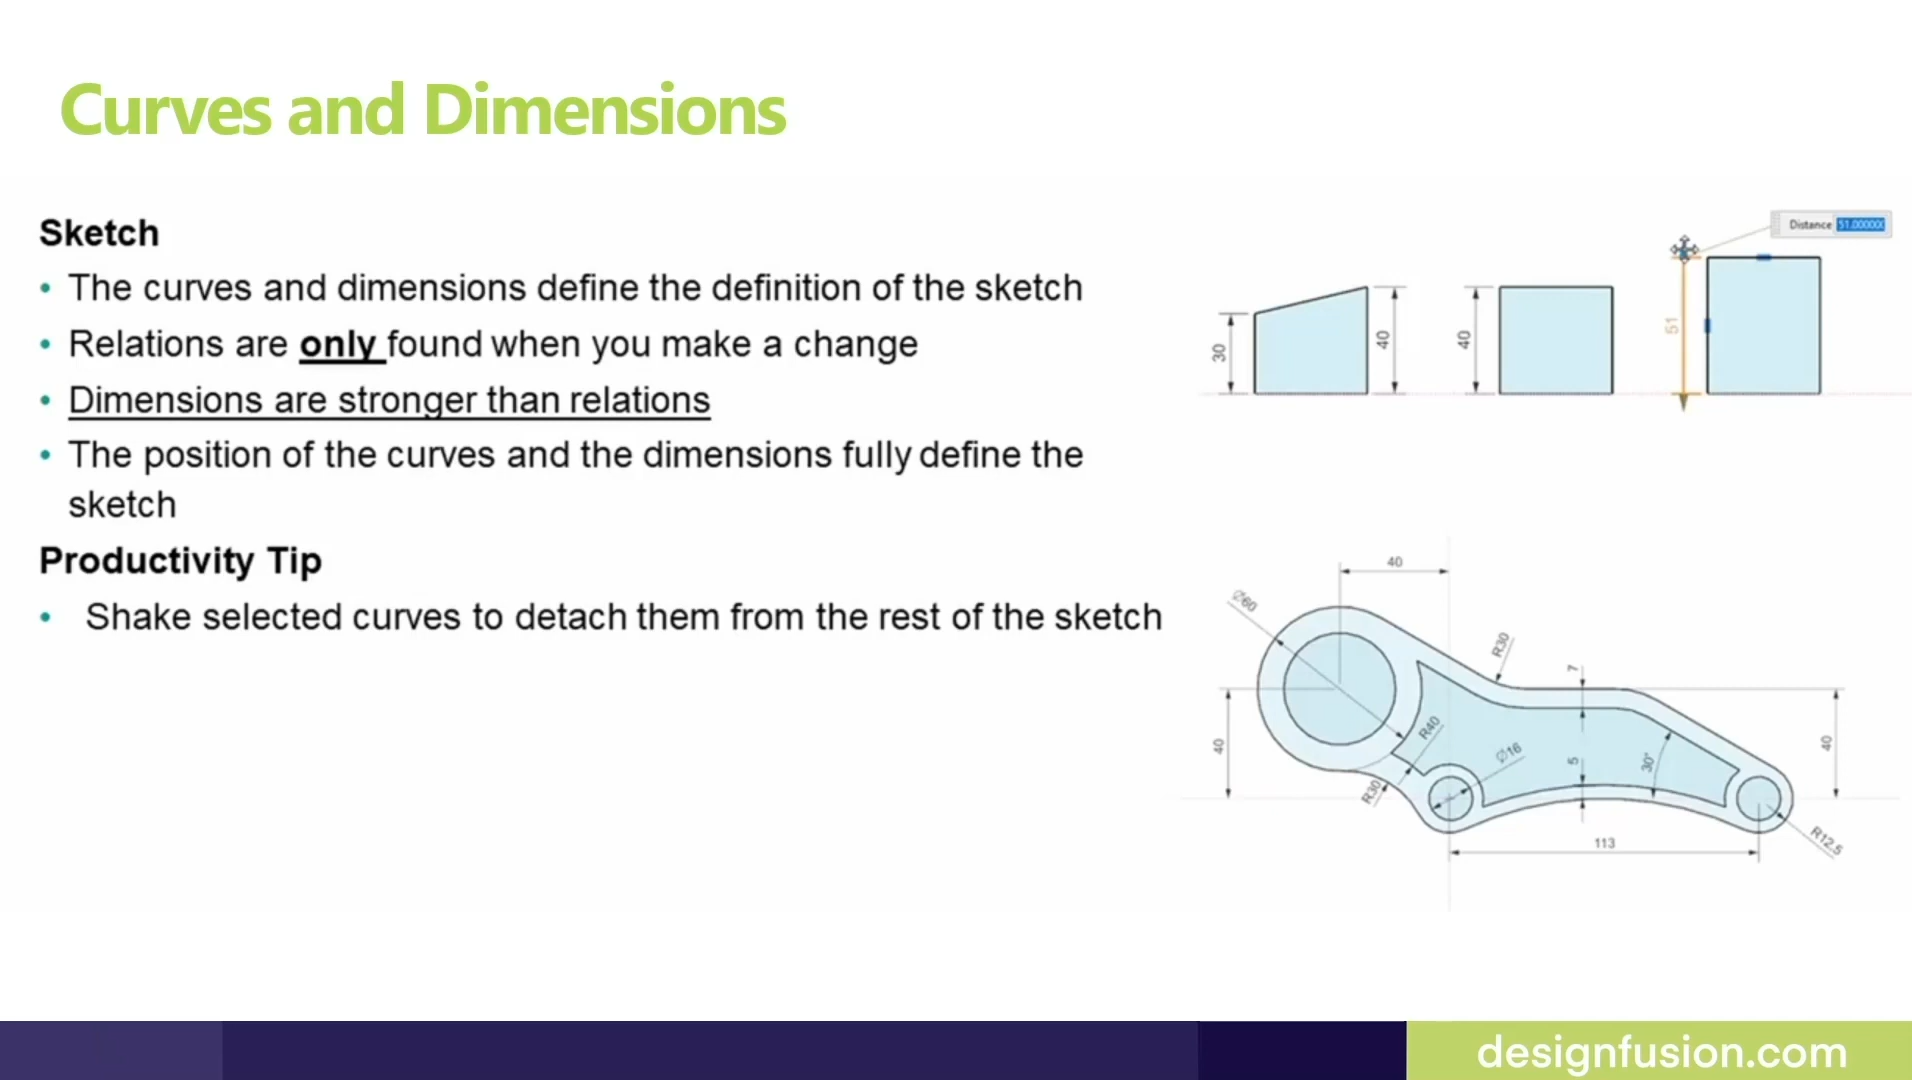 Curves and Dimensions
Sketch
• The curves and dimensions define the definition of the sketch
• Relations are only found when you make a change
• Dimensions are stronger than relations
• The position of the curves and the dimensions fully define the
sketch
Productivity Tip
• Shake selected curves to detach them from the rest of the sketch
Distance 51.000000
30
40
40
51
40
Ø60
R30
7
40
R40
Ø16
5
30°
40
R30
113
R12.5
designfusion.com